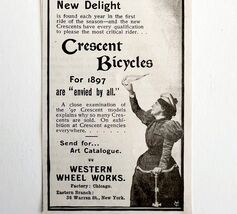 New Delight
is found each year in the first
ride of the season—and the new
Crescents have every qualification
to please the most critical rider. . .
Crescent
Bicycles
For 1897
are "envied by all."
A close examination of
the '97 Crescent models
explains why so many Cres-
cents are sold. On exhibi-
tion at Crescent agencies
everywhere. . . . . .
Send for...
Art Catalogue.
WESTERN
WHEEL WORKS.
Factory: Chicago.
Eastern Branch:
36 Warren St., New York.